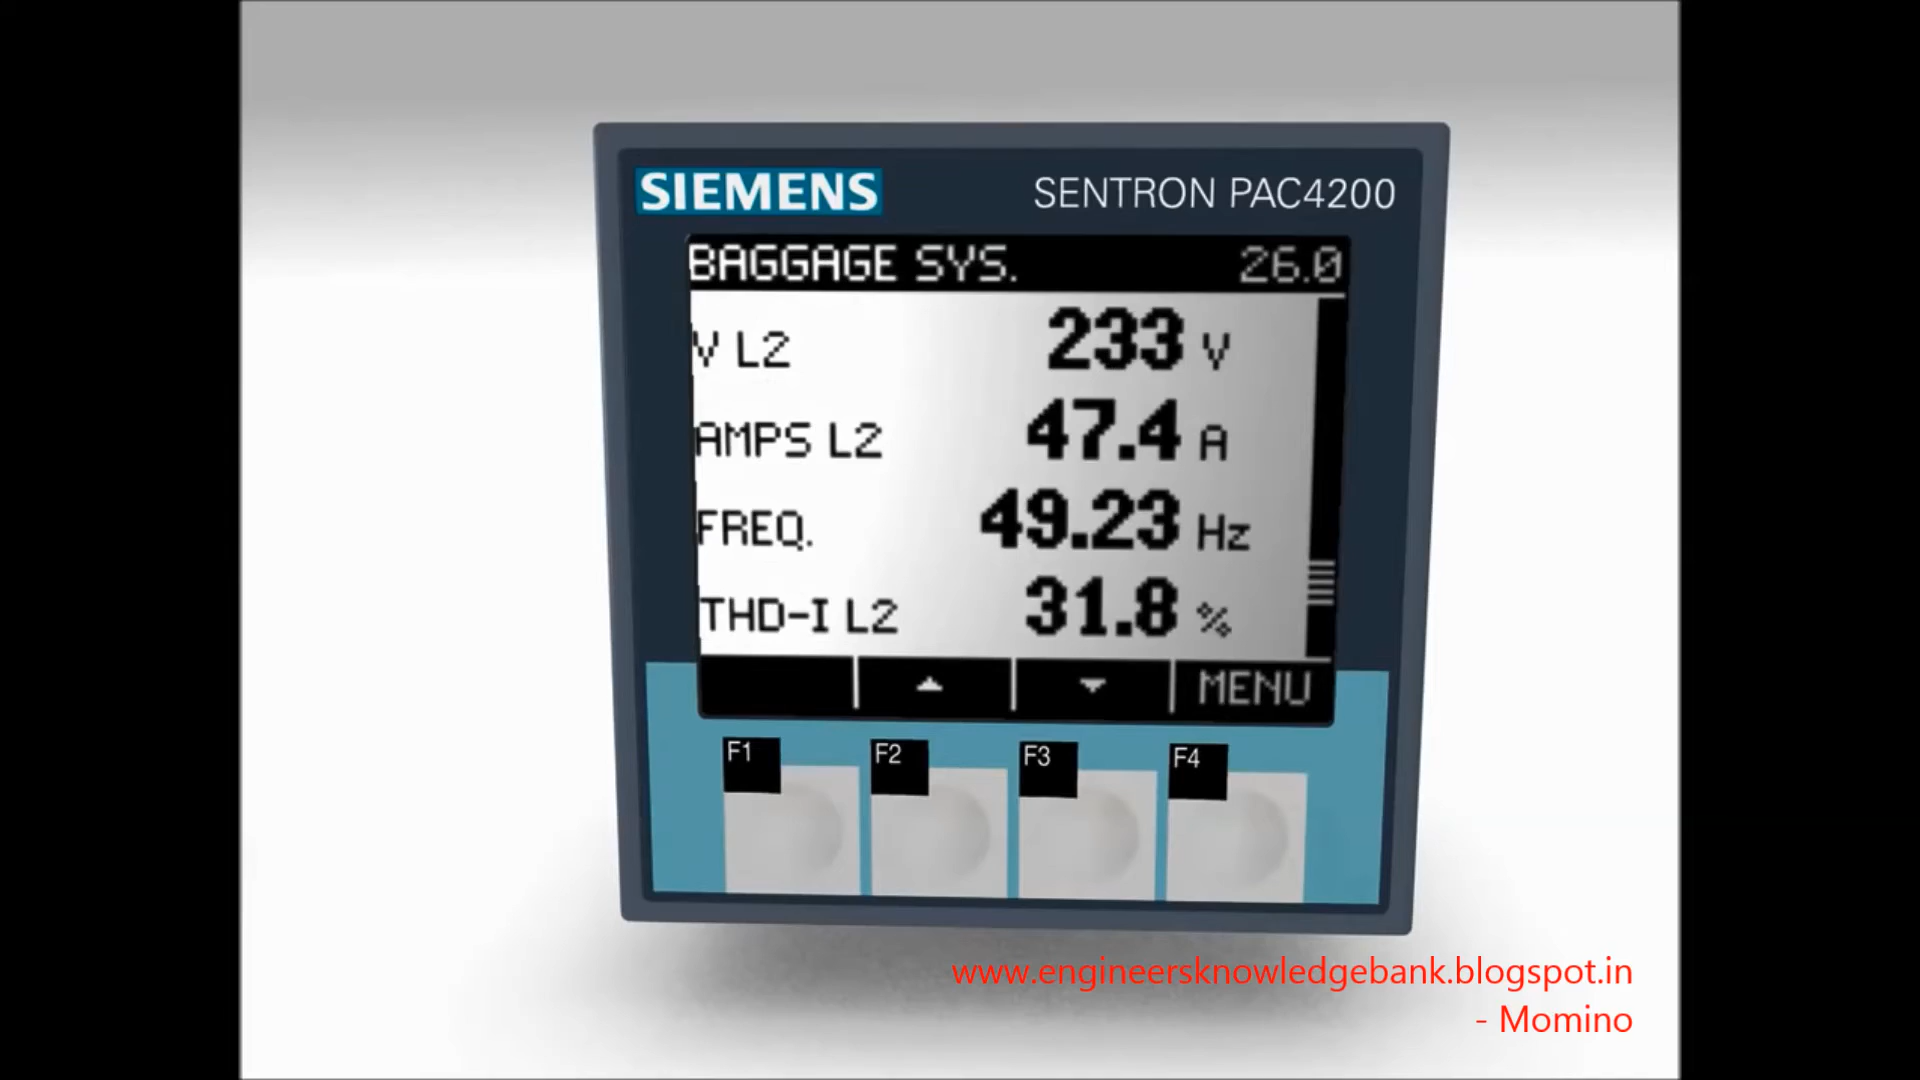 SIEMENS SENTRON PAC4200
BAGGAGE SYS. 26.0
V L2 233 V
AMPS L2 47.4 A
FREQ. 49.23 Hz
THD-I L2 31.8 %
▲ ▼ MENU
F1 F2 F3 F4
www.engineersknowledgebank.blogspot.in
- Momino